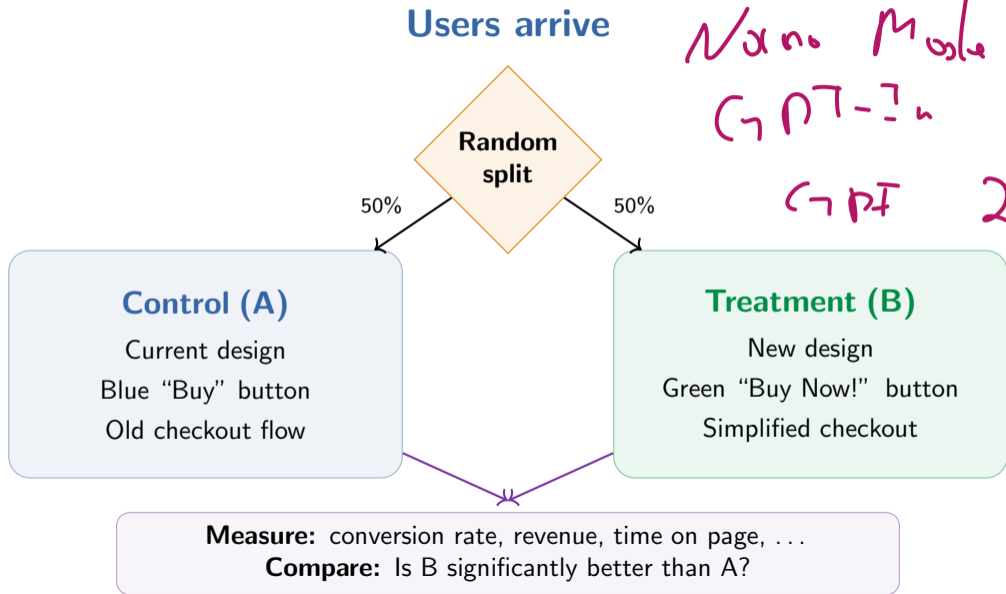 Users arrive
Random
split
50%
50%
Control (A)
Current design
Blue “Buy” button
Old checkout flow
Treatment (B)
New design
Green “Buy Now!” button
Simplified checkout
Measure: conversion rate, revenue, time on page, ...
Compare: Is B significantly better than A?